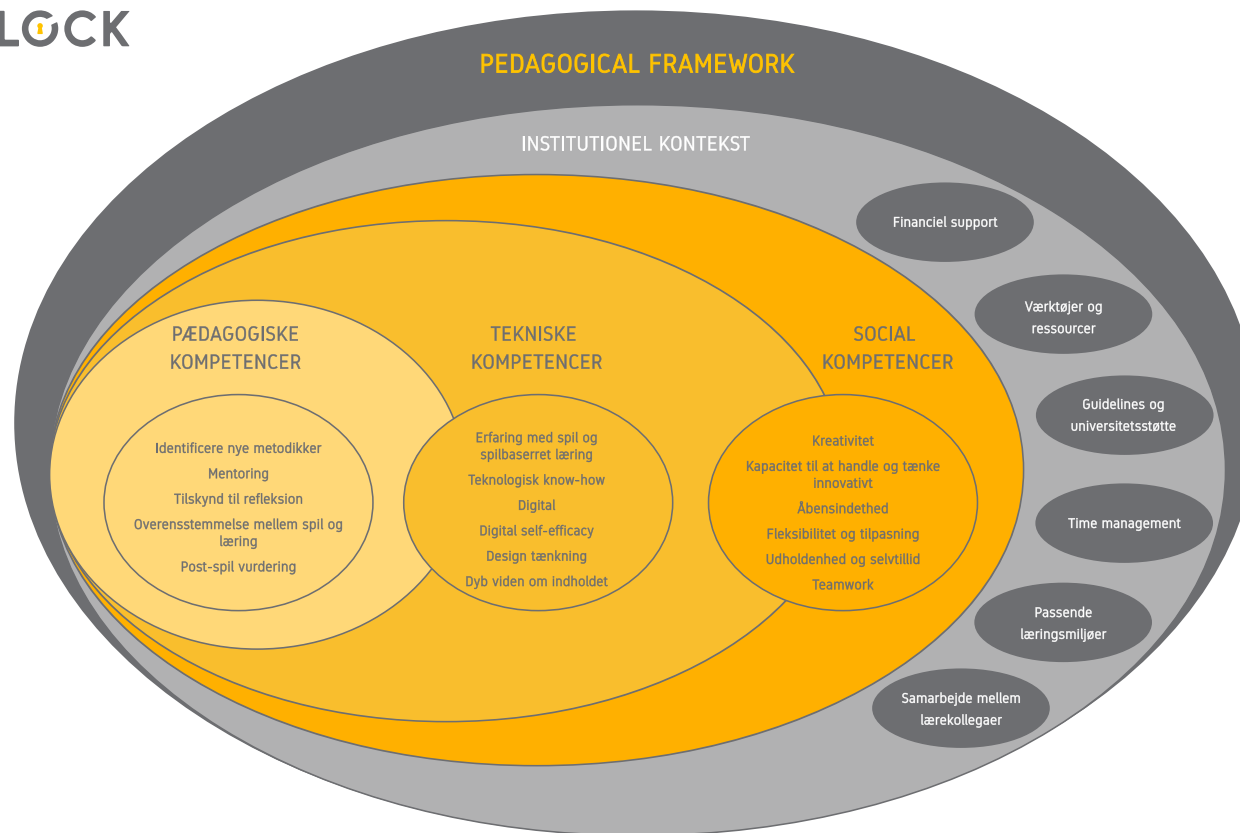 LOCK
PEDAGOGICAL FRAMEWORK
INSTITUTIONEL KONTEKST
PÆDAGOGISKE
KOMPETENCER
Identificere nye metodikker
Mentoring
Tilskynd til refleksion
Overensstemmelse mellem spil og
læring
Post-spil vurdering
TEKNISKE
KOMPETENCER
Erfaring med spil og
spilbaserret læring
Teknologisk know-how
Digital
Digital self-efficacy
Design tænkning
Dyb viden om indholdet
SOCIAL
KOMPETENCER
Kreativitet
Kapacitet til at handle og tænke
innovativt
Åbensindethed
Fleksibilitet og tilpasning
Udholdenhed og selvtillid
Teamwork
Financiel support
Værktøjer og
ressourcer
Guidelines og
universitetsstøtte
Time management
Passende
læringsmiljøer
Samarbejde mellem
lærekollegaer